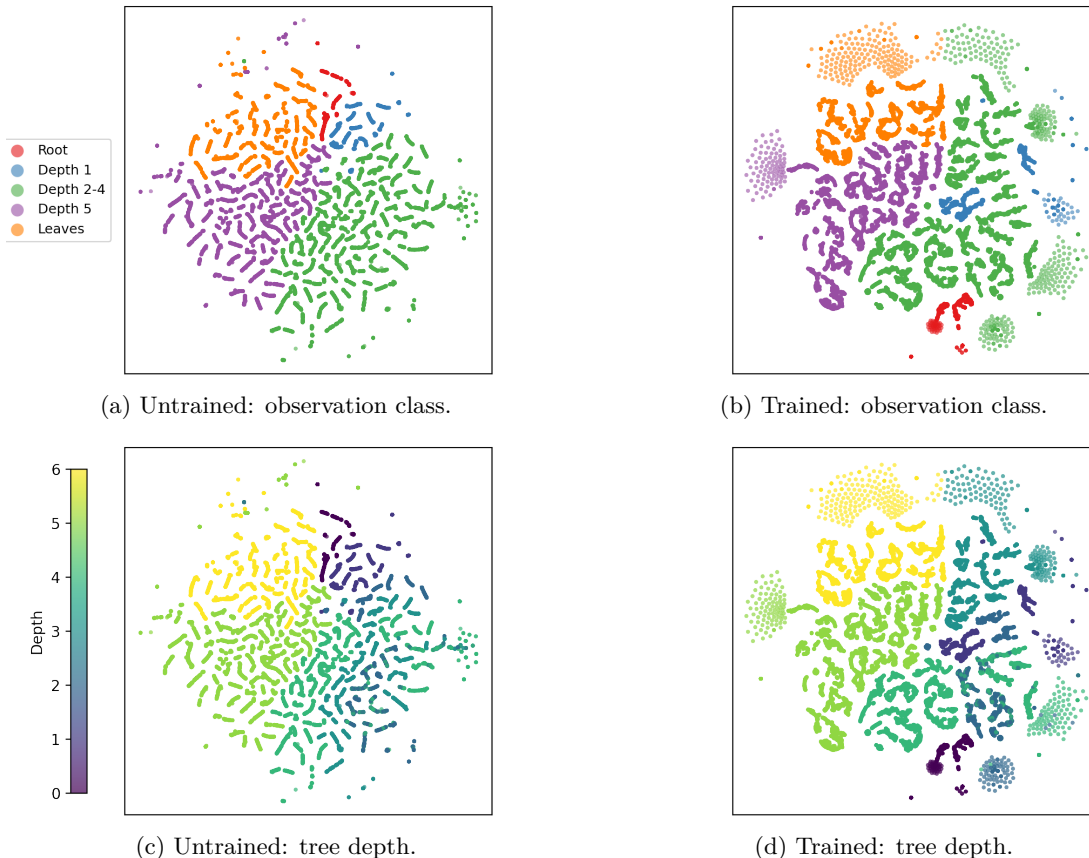 Root
Depth 1
Depth 2-4
Depth 5
Leaves
(a) Untrained: observation class.
(b) Trained: observation class.
6
5
4
3
2
1
0
Depth
(c) Untrained: tree depth.
(d) Trained: tree depth.